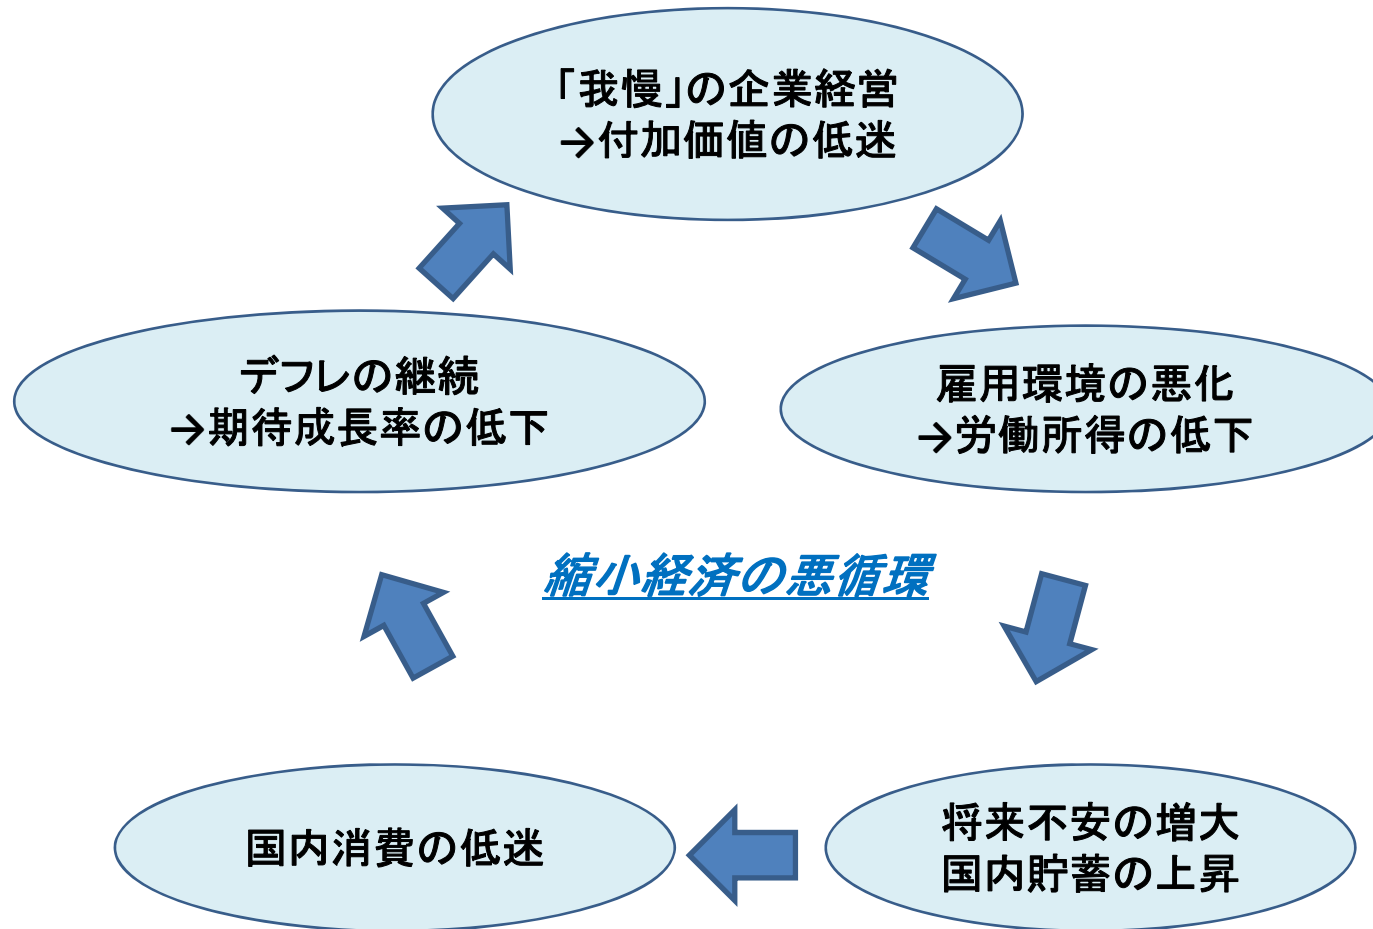 「我慢」の企業経営
→付加価値の低迷
デフレの継続
→期待成長率の低下
雇用環境の悪化
→労働所得の低下
縮小経済の悪循環
国内消費の低迷
将来不安の増大
国内貯蓄の上昇